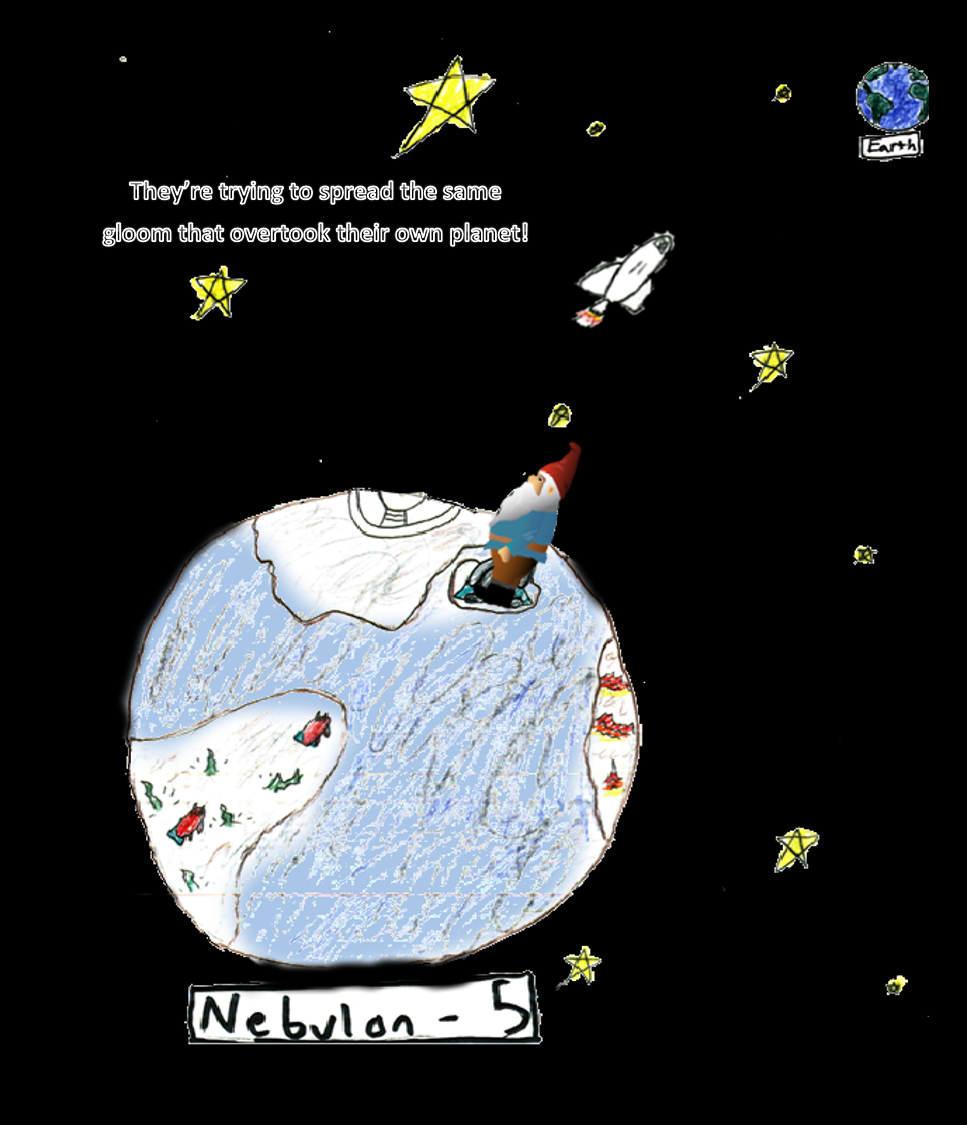 Earth
They're trying to spread the same
gloom that overtook their own planet!
Nebulon - 5